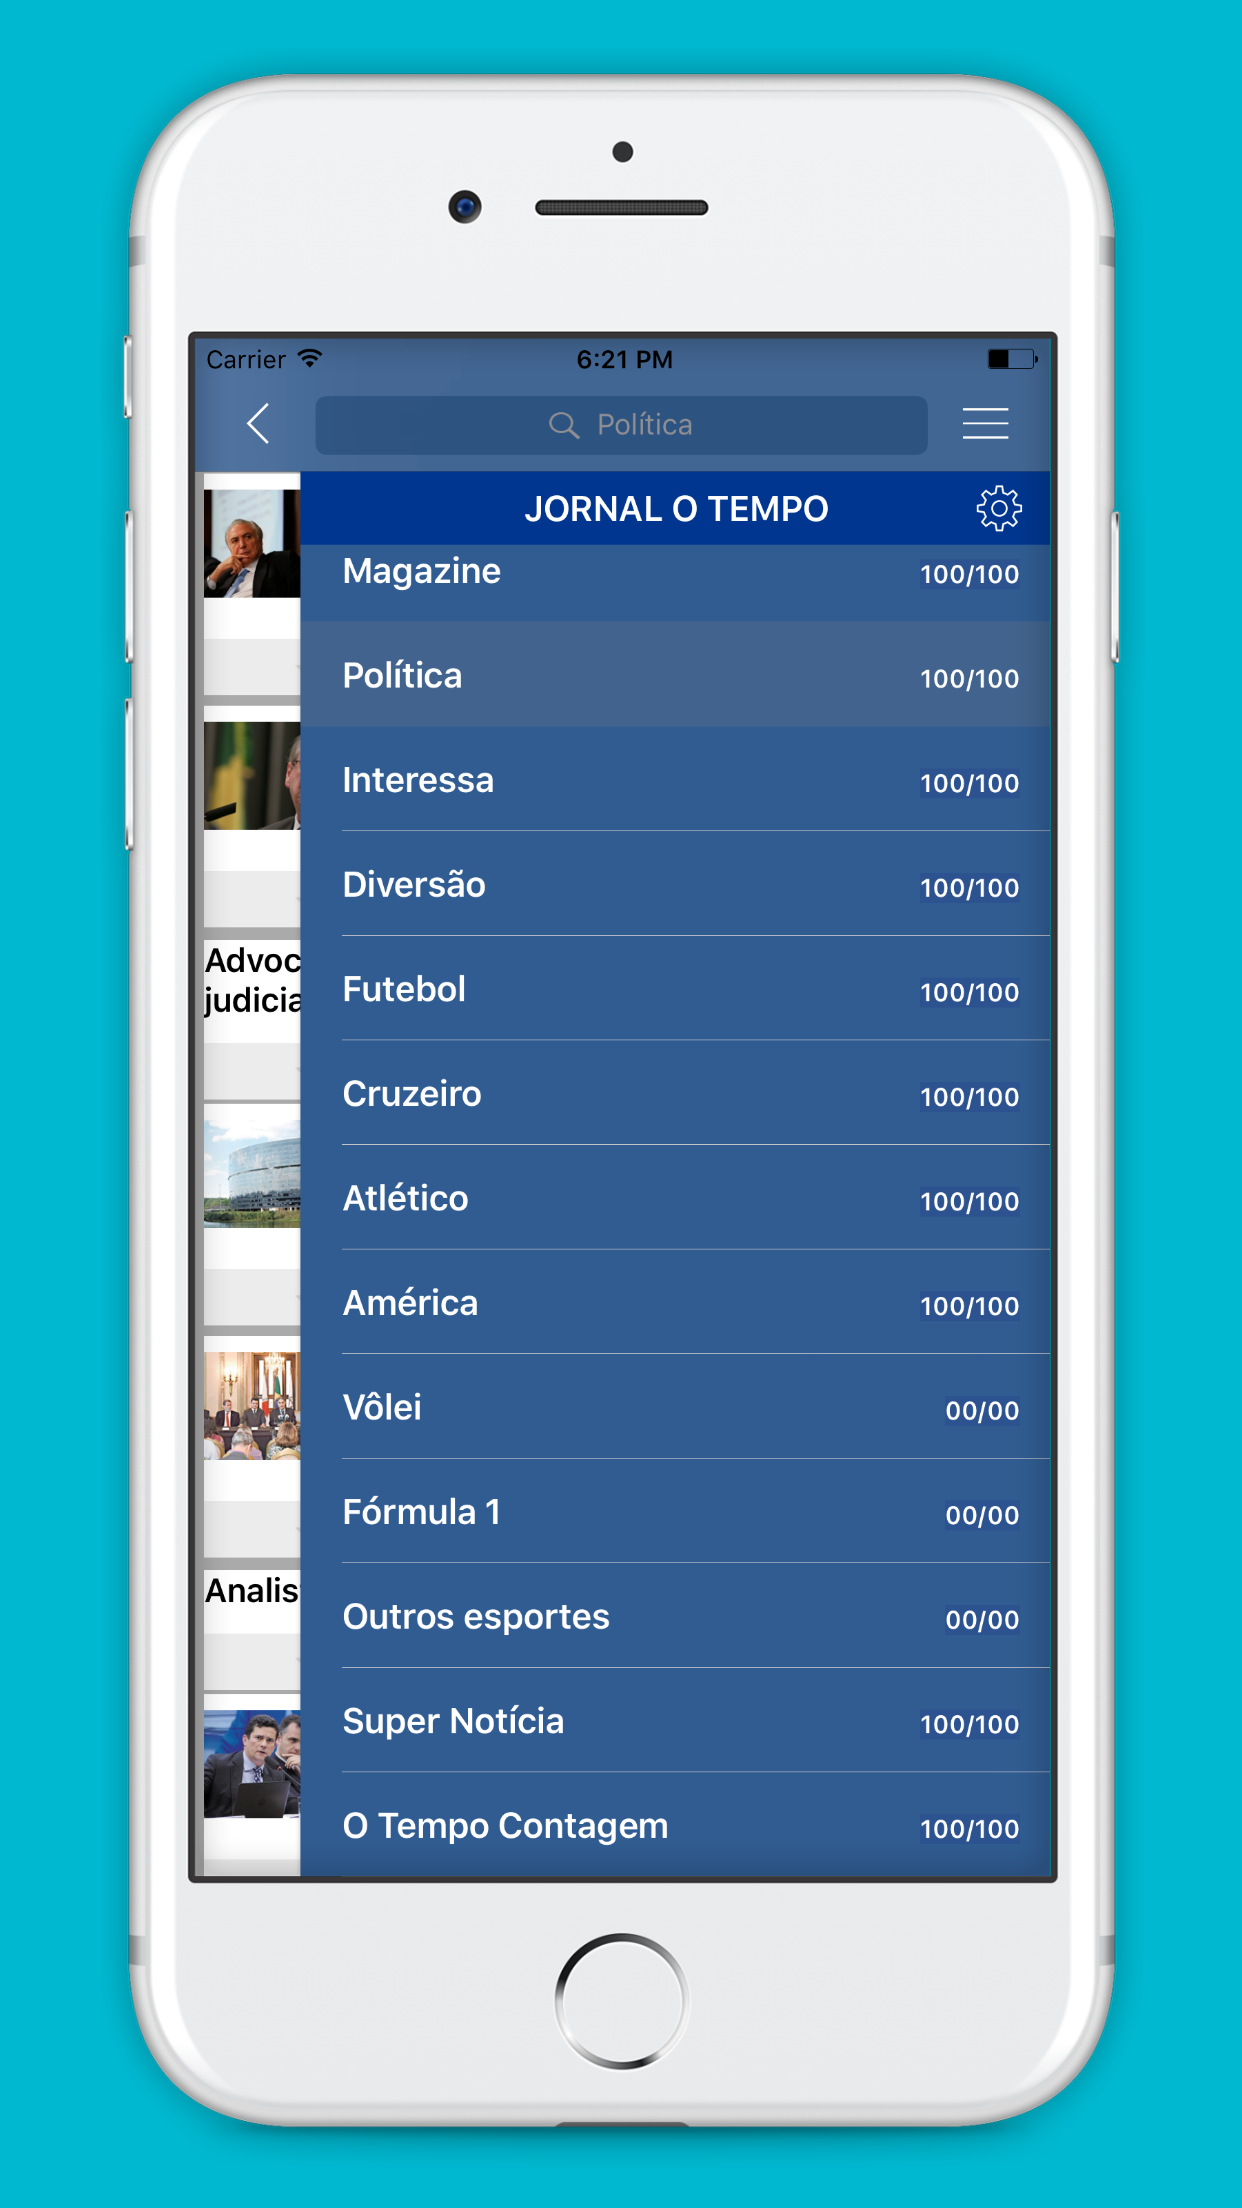 Carrier 6:21 PM
Política
JORNAL O TEMPO
Magazine 100/100
Política 100/100
Interessa 100/100
Diversão 100/100
Advoc
judicia
Futebol 100/100
Cruzeiro 100/100
Atlético 100/100
América 100/100
Vôlei 00/00
Fórmula 1 00/00
Analis
Outros esportes 00/00
Super Notícia 100/100
O Tempo Contagem 100/100